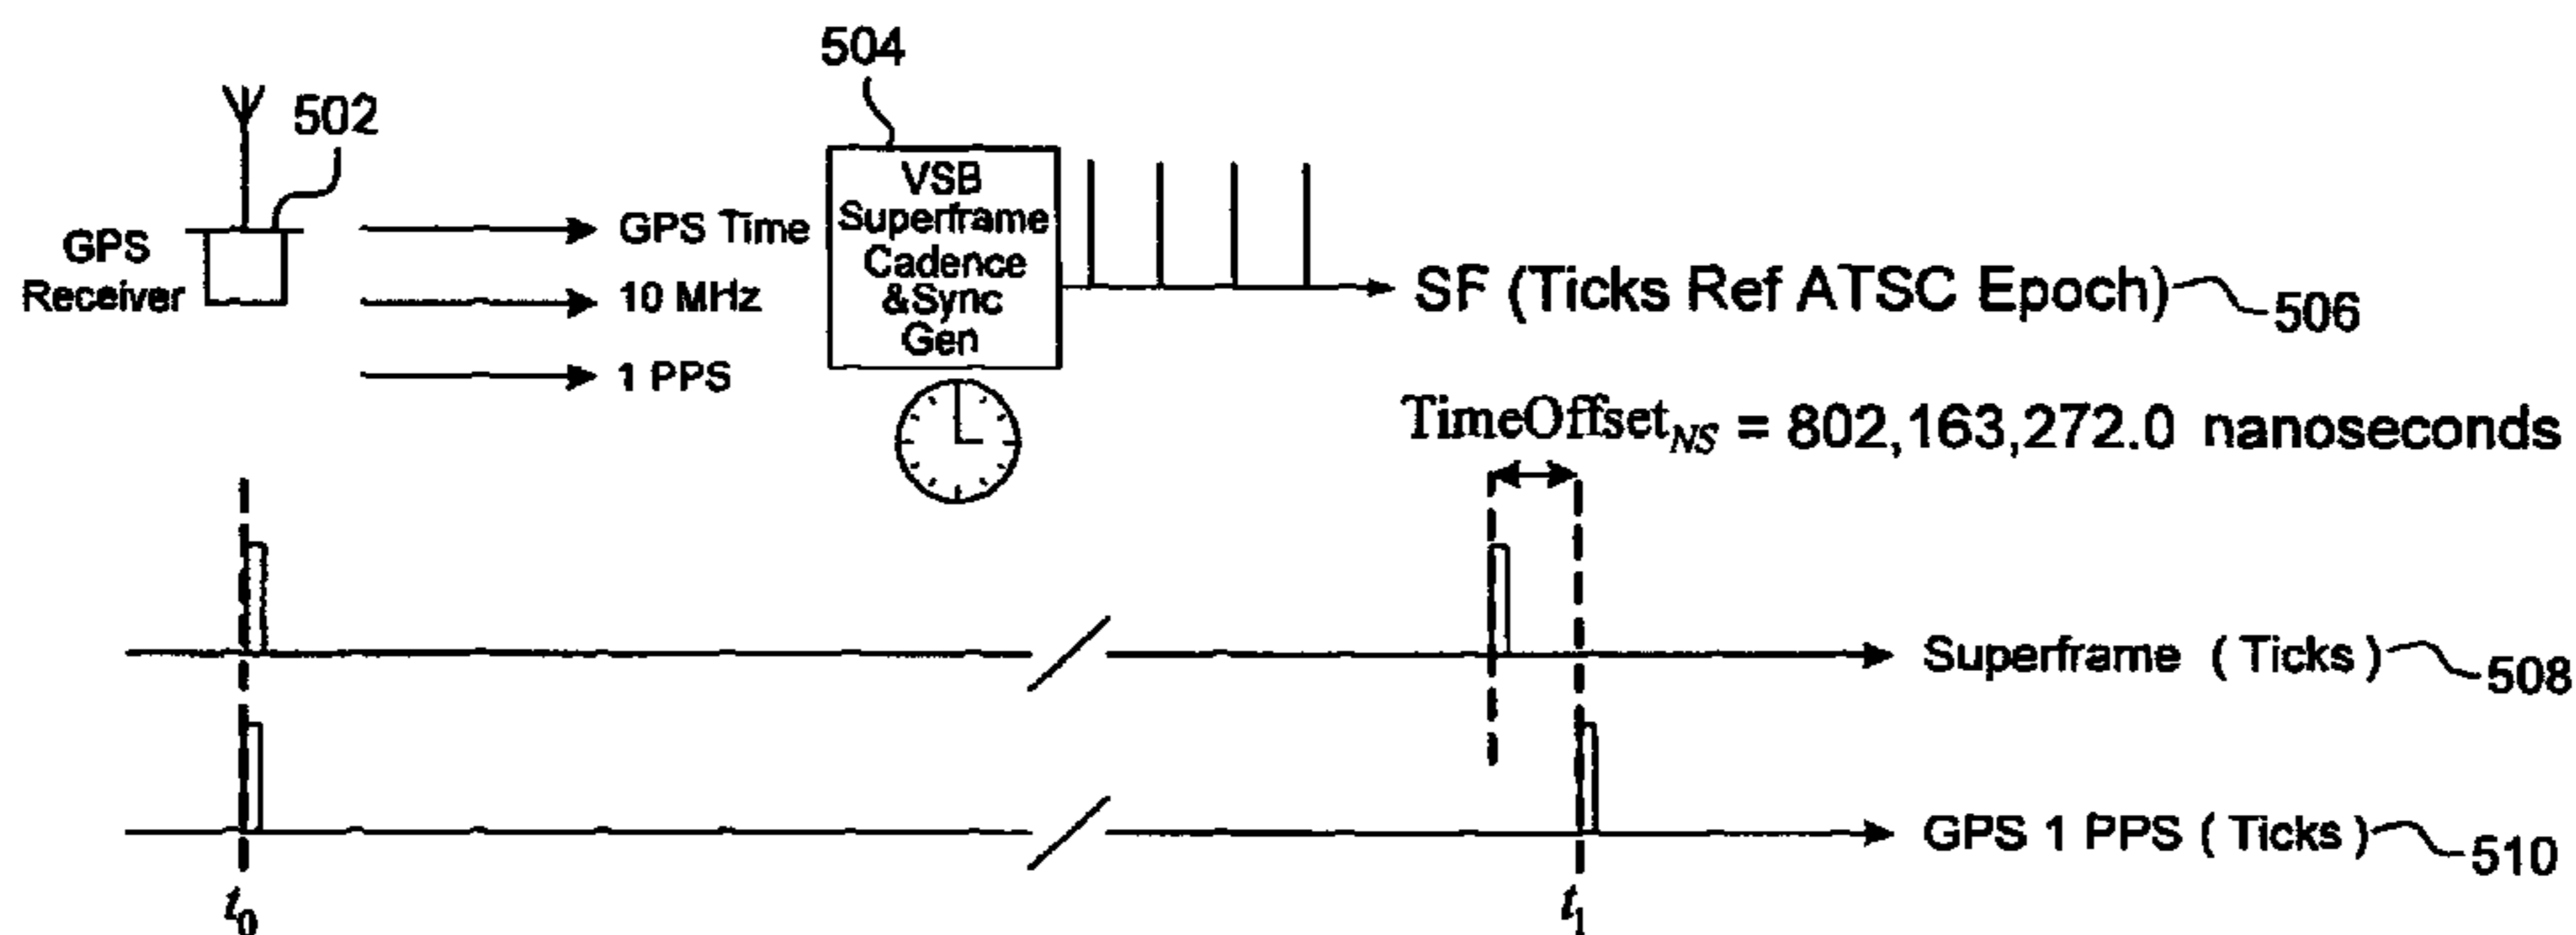 504
502
GPS
Receiver
GPS Time
10 MHz
1 PPS
VSB
Superframe
Cadence
&Sync
Gen
SF (Ticks Ref ATSC Epoch)
506
TimeOffsetNS = 802,163,272.0 nanoseconds
Superframe ( Ticks )
508
GPS 1 PPS ( Ticks )
510
t0
t1